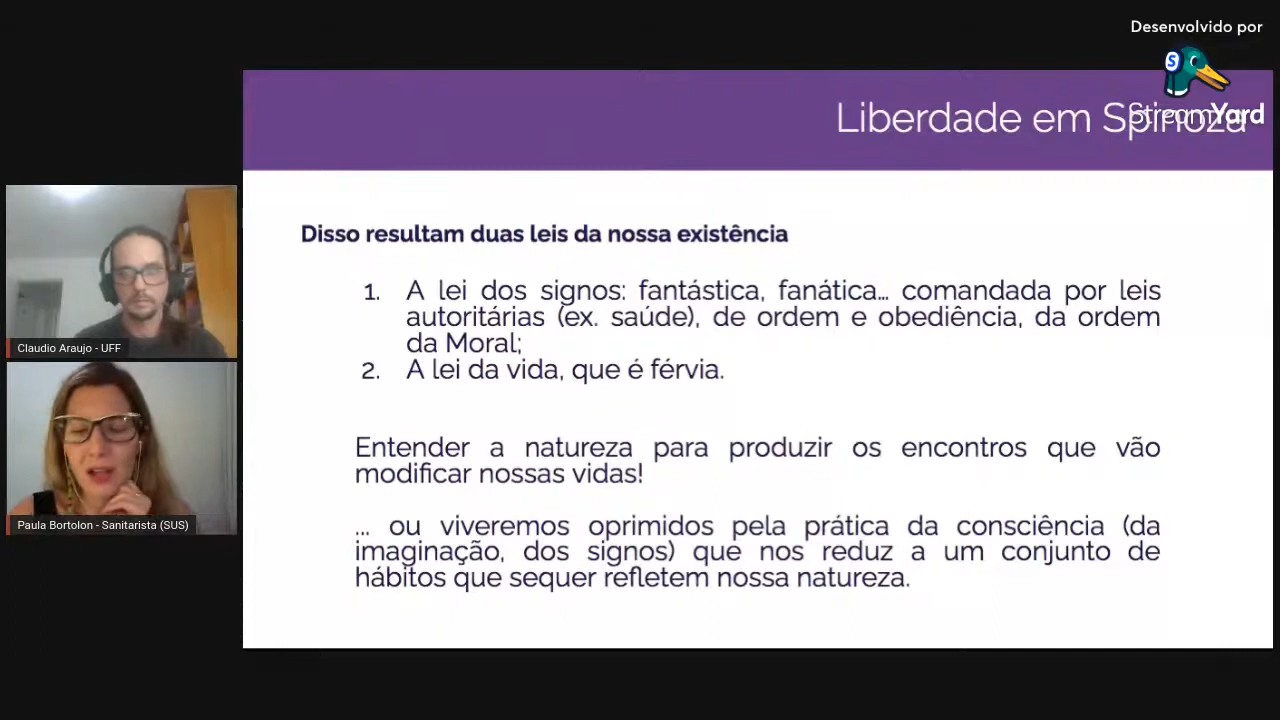 Desenvolvido por
StreamYard
Liberdade em Spinoza
Disso resultam duas leis da nossa existência
1. A lei dos signos: fantástica, fanática... comandada por leis
autoritárias (ex. saúde), de ordem e obediência, da ordem
da Moral;
2. A lei da vida, que é férvia.
Entender a natureza para produzir os encontros que vão
modificar nossas vidas!
... ou viveremos oprimidos pela prática da consciência (da
imaginação, dos signos) que nos reduz a um conjunto de
hábitos que sequer refletem nossa natureza.
Claudio Araujo - UFF
Paula Bortolon - Sanitarista (SUS)